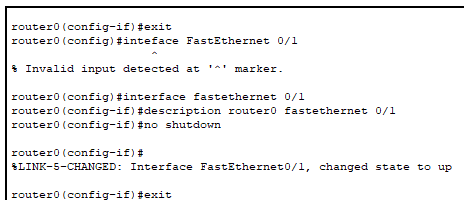 router0(config-if)#exit
router0(config)#inteface FastEthernet 0/1
^
% Invalid input detected at '^' marker.
router0(config)#interface fastethernet 0/1
router0(config-if)#description router0 fastethernet 0/1
router0(config-if)#no shutdown
router0(config-if)#
%LINK-5-CHANGED: Interface FastEthernet0/1, changed state to up
router0(config-if)#exit